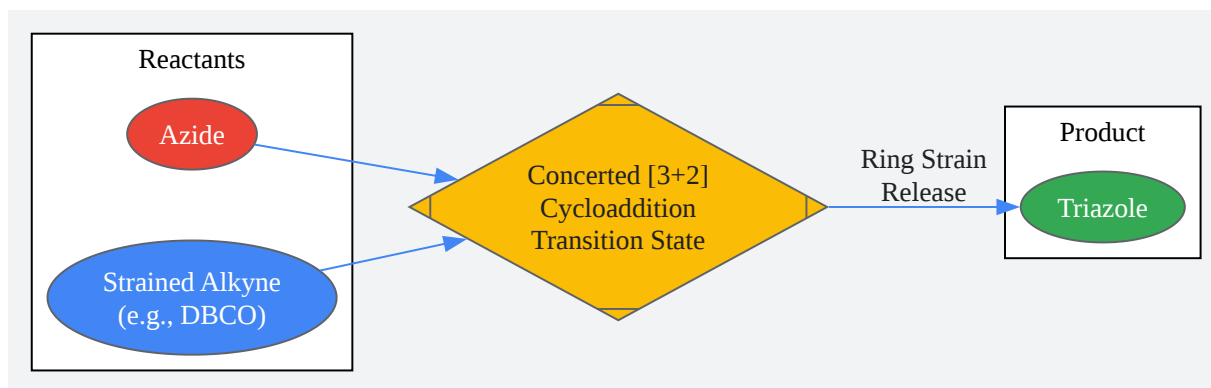 Reactants
Azide
Strained Alkyne
(e.g., DBCO)
Concerted [3+2]
Cycloaddition
Transition State
Ring Strain
Release
Product
Triazole